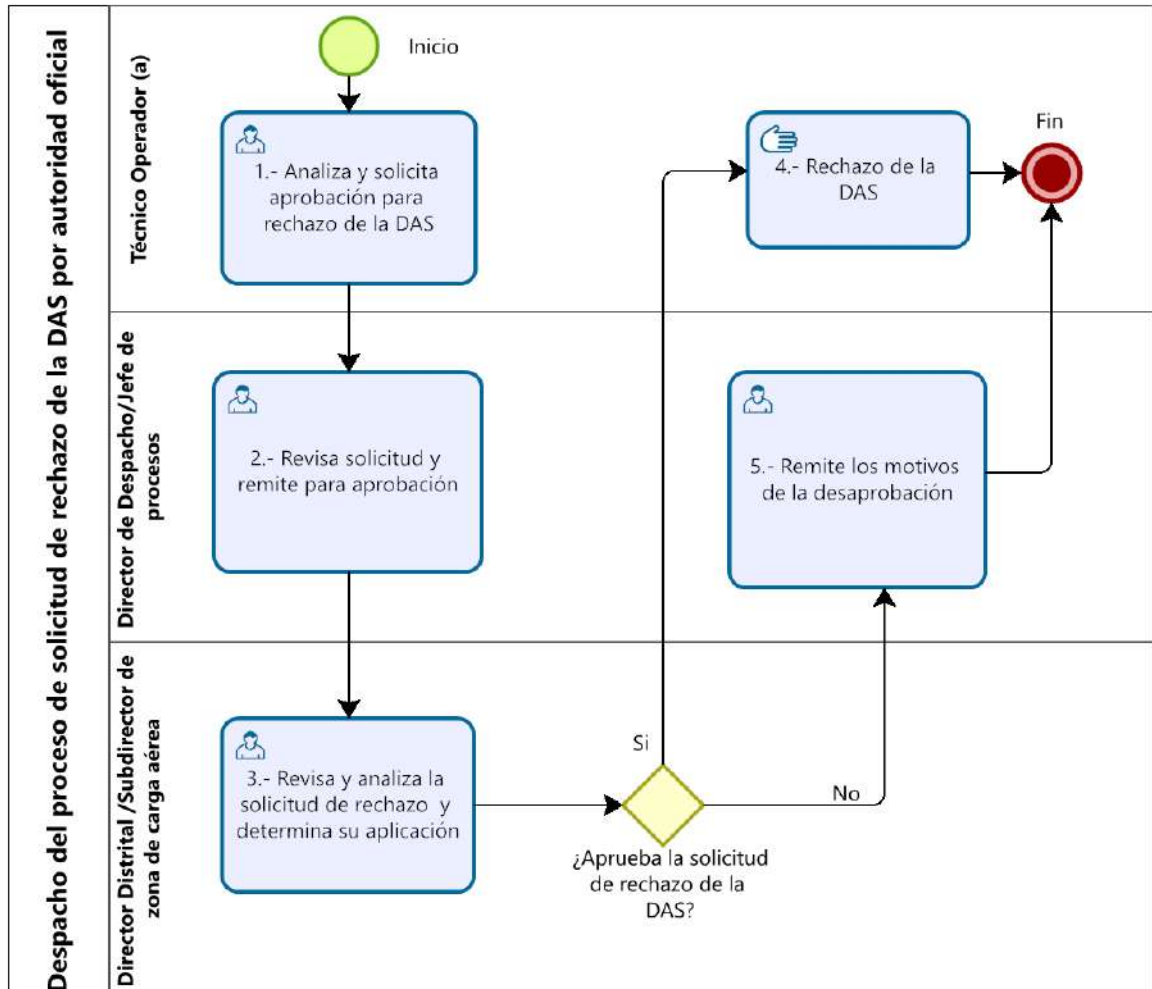 Despacho del proceso de solicitud de rechazo de la DAS por autoridad oficial
Técnico Operador (a)
Inicio
1.- Analiza y solicita
aprobación para
rechazo de la DAS
4.- Rechazo de la
DAS
Fin
Director de Despacho/Jefe de
procesos
2.- Revisa solicitud y
remite para aprobación
5.- Remite los motivos
de la desaprobación
Director Distrital /Subdirector de
zona de carga aérea
3.- Revisa y analiza la
solicitud de rechazo y
determina su aplicación
Si
No
¿Aprueba la solicitud
de rechazo de la
DAS?